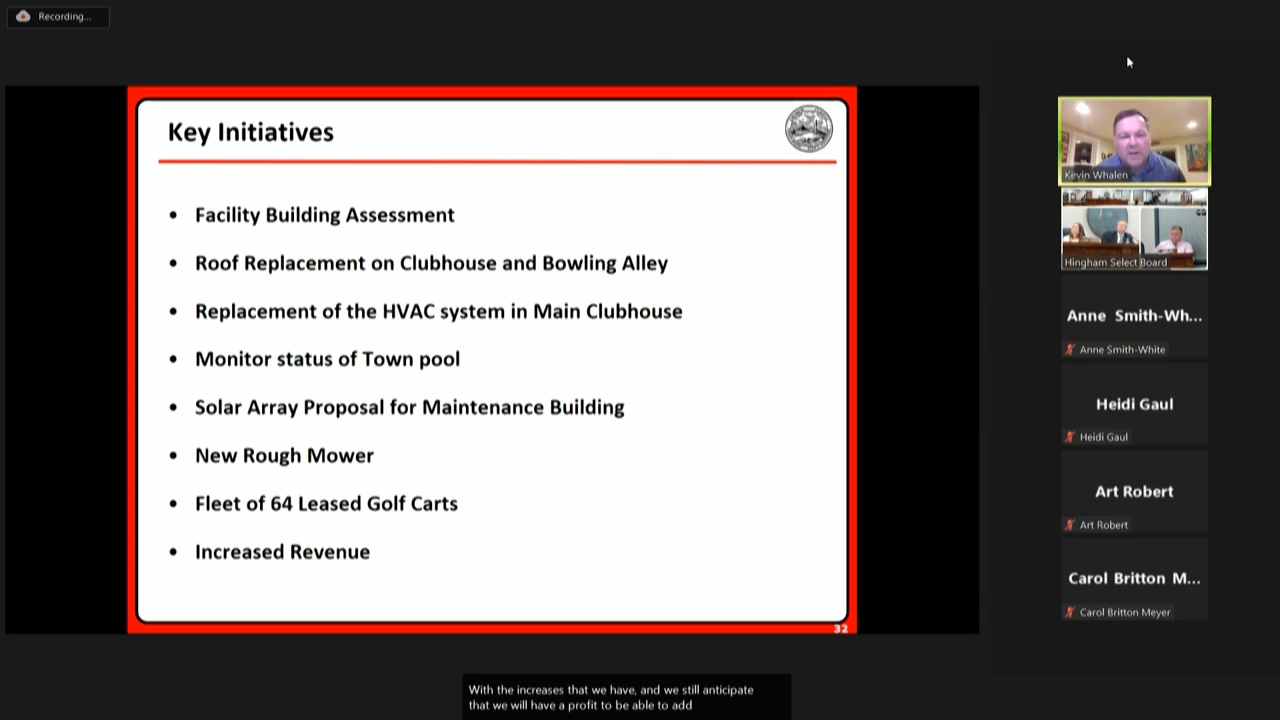 Recording...
Key Initiatives
• Facility Building Assessment
• Roof Replacement on Clubhouse and Bowling Alley
• Replacement of the HVAC system in Main Clubhouse
• Monitor status of Town pool
• Solar Array Proposal for Maintenance Building
• New Rough Mower
• Fleet of 64 Leased Golf Carts
• Increased Revenue
32
Kevin Whalen
Hingham Select Board
Anne Smith-Wh...
Anne Smith-White
Heidi Gaul
Heidi Gaul
Art Robert
Art Robert
Carol Britton M...
Carol Britton Meyer
With the increases that we have, and we still anticipate
that we will have a profit to be able to add